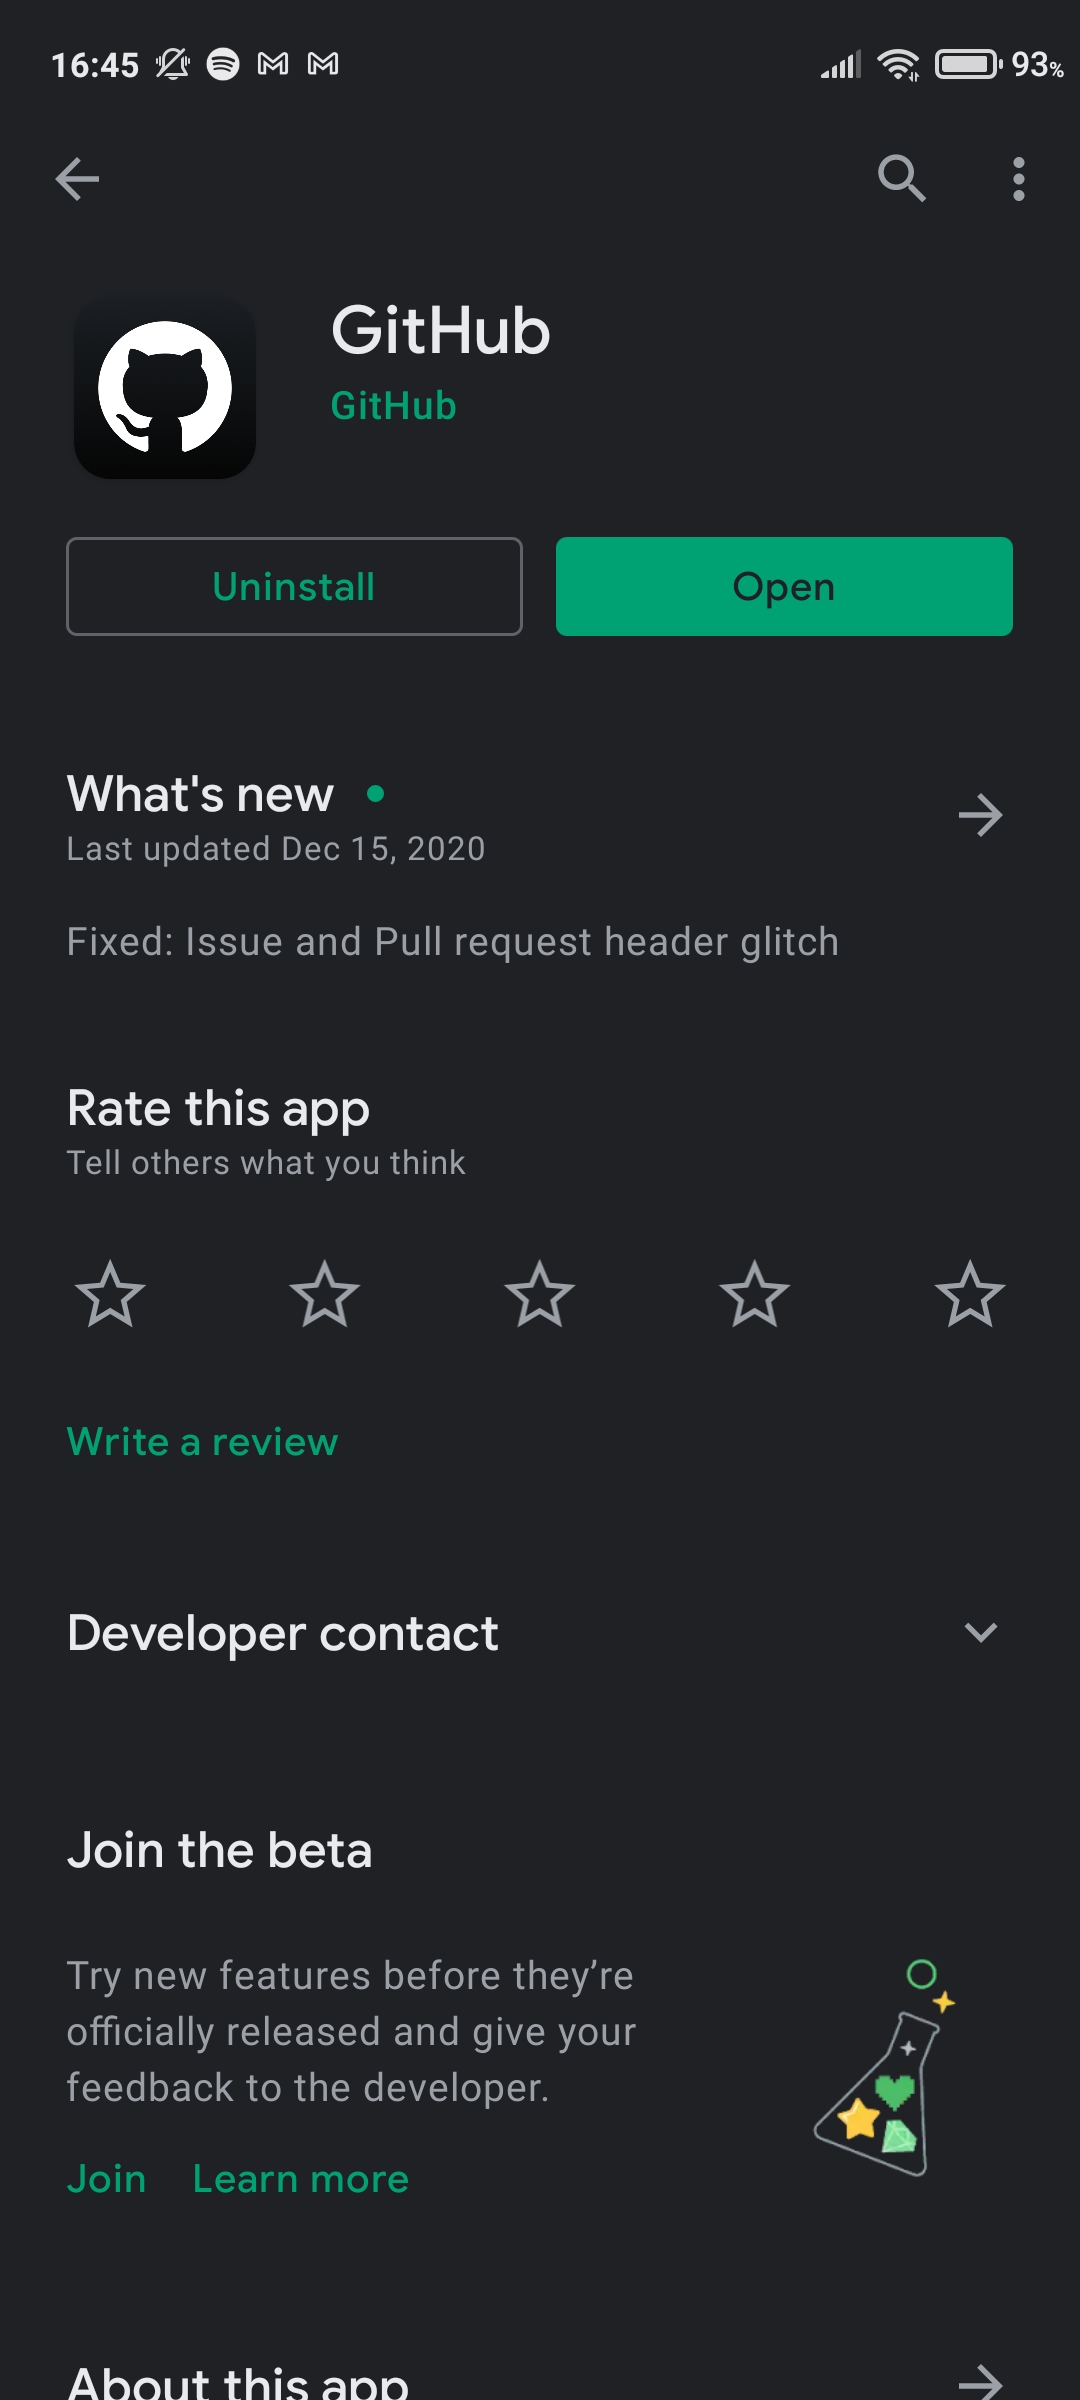 16:45 93%
GitHub
GitHub
Uninstall Open
What's new
Last updated Dec 15, 2020
Fixed: Issue and Pull request header glitch
Rate this app
Tell others what you think
Write a review
Developer contact
Join the beta
Try new features before they’re
officially released and give your
feedback to the developer.
Join Learn more
About this app